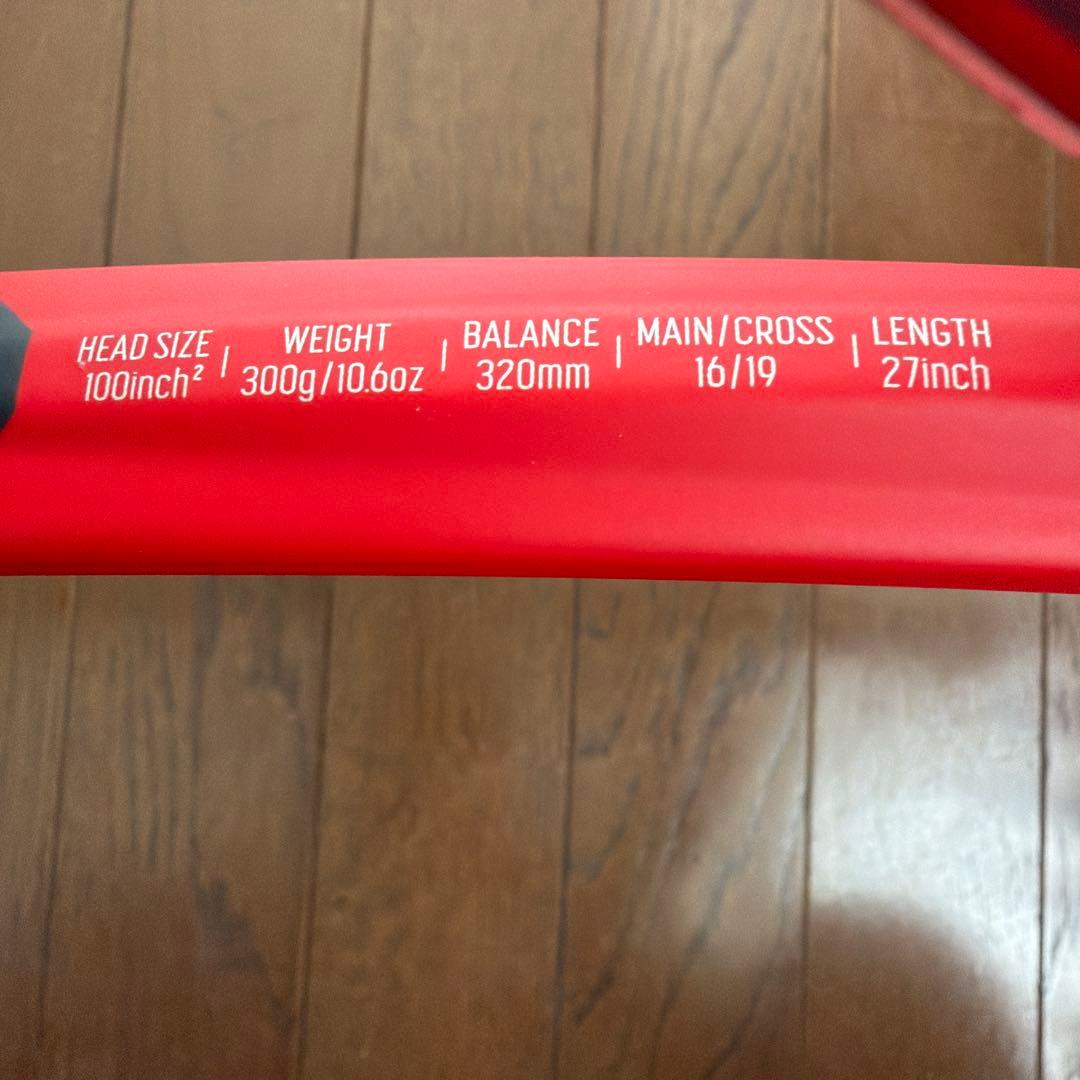 HEAD SIZE | WEIGHT | BALANCE | MAIN/CROSS | LENGTH
100inch² | 300g/10.6oz | 320mm | 16/19 | 27inch